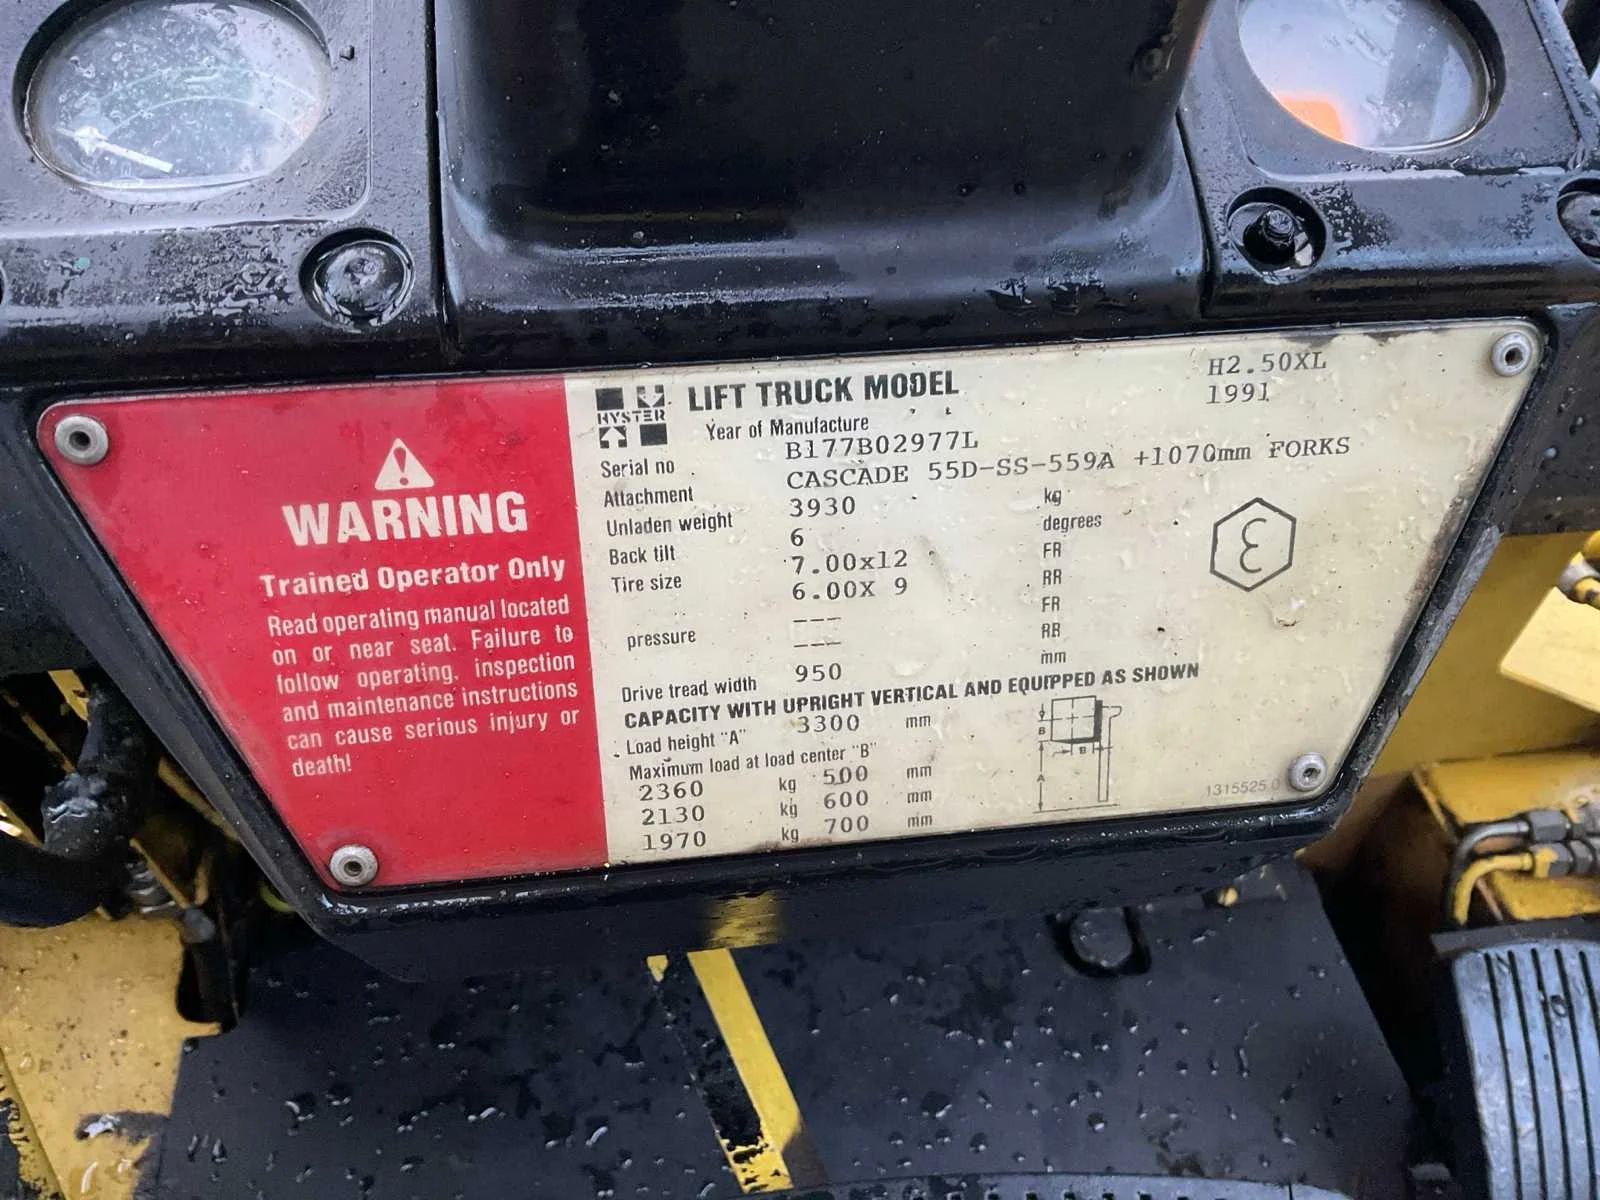 WARNING
Trained Operator Only
Read operating manual located
on or near seat. Failure to
follow operating, inspection
and maintenance instructions
can cause serious injury or
death!
HYSTER
LIFT TRUCK MODEL H2.50XL
Year of Manufacture 1991
Serial no B177B02977L
Attachment CASCADE 55D-SS-559A +1070mm FORKS
Unladen weight 3930 kg
Back tilt 6 degrees
Tire size 7.00x12 FR
6.00X 9 RR
pressure --- FR
--- RR
Drive tread width 950 mm
CAPACITY WITH UPRIGHT VERTICAL AND EQUIPPED AS SHOWN
Load height "A" 3300 mm
Maximum load at load center "B"
2360 kg 500 mm
2130 kg 600 mm
1970 kg 700 mm
B
B
A
1315525 0